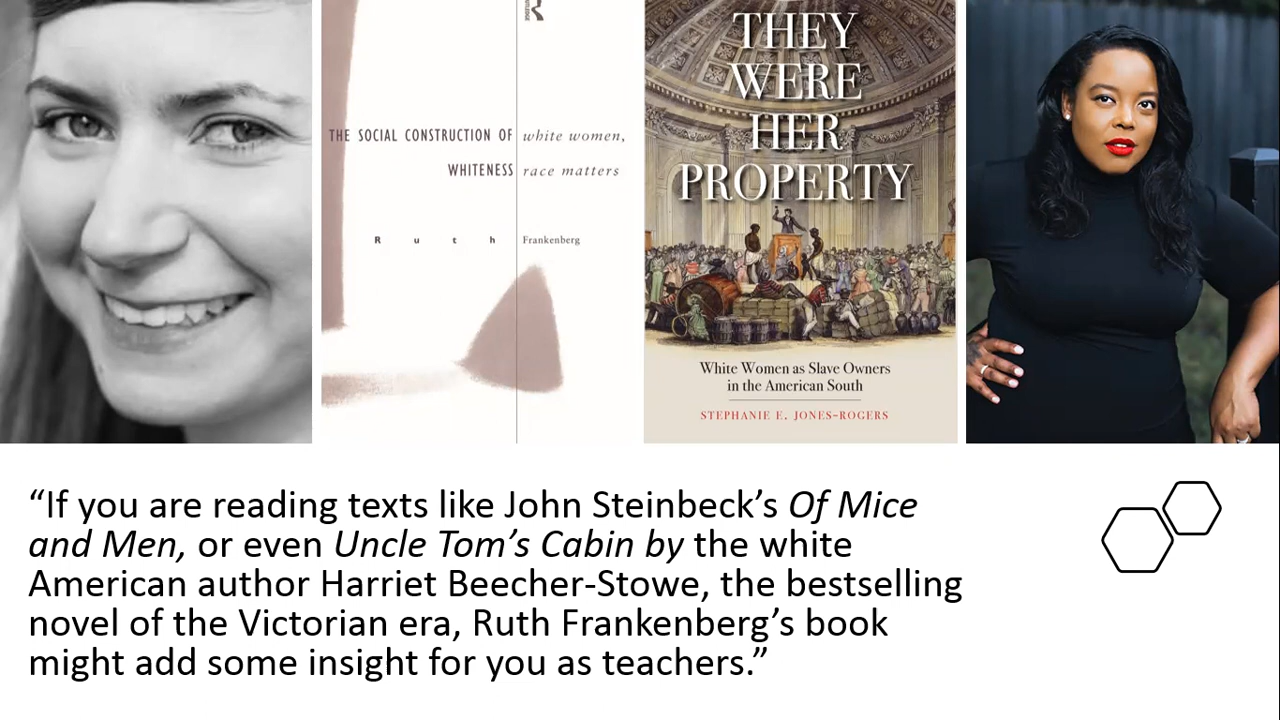 THE SOCIAL CONSTRUCTION OF white women,
WHITENESS race matters
Ruth Frankenberg
THEY
WERE
HER
PROPERTY
White Women as Slave Owners
in the American South
STEPHANIE E. JONES-ROGERS
“If you are reading texts like John Steinbeck’s Of Mice
and Men, or even Uncle Tom’s Cabin by the white
American author Harriet Beecher-Stowe, the bestselling
novel of the Victorian era, Ruth Frankenberg’s book
might add some insight for you as teachers.”